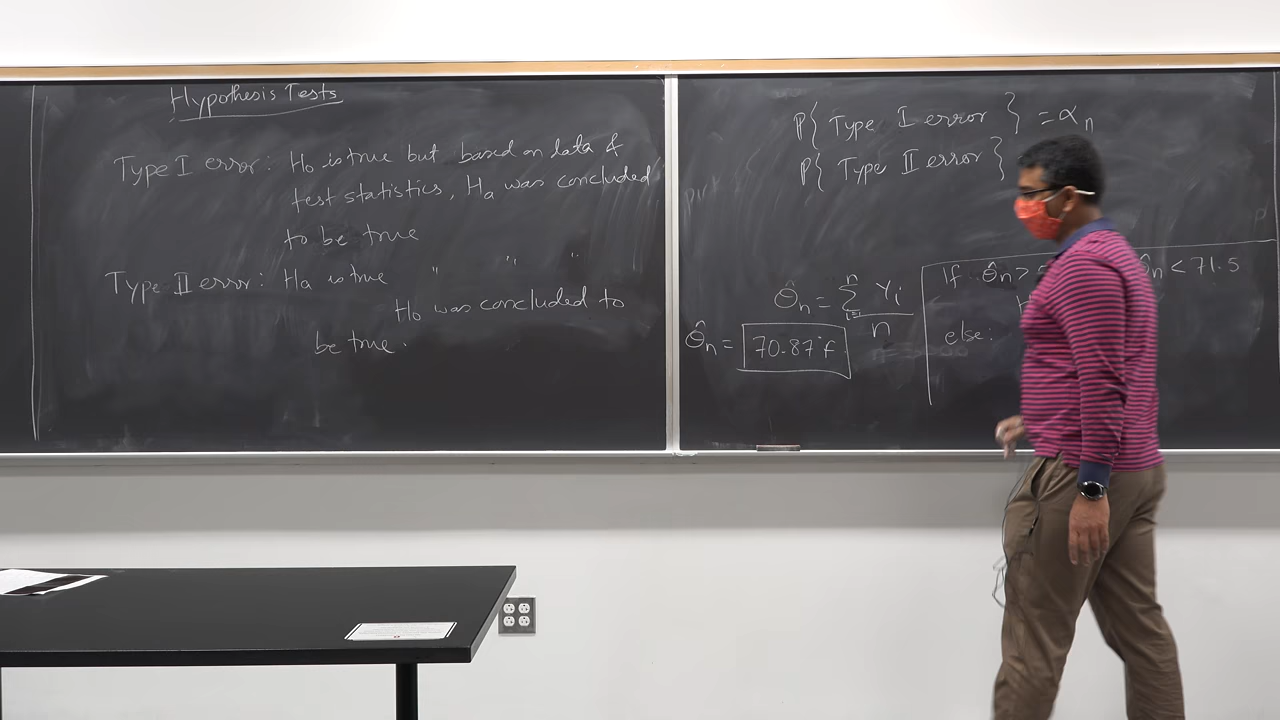 Hypothesis Tests
Type I error: Ho is true but based on data &
test statistics, Ha was concluded
to be true
Type II error: Ha is true " " "
Ho was concluded to
be true.
P{ Type I error } = αn
P{ Type II error }
θ̂n = Σ Yi / n
n
i=1
θ̂n = 70.87°f
If θ̂n > θ̂n < 71.5
else: